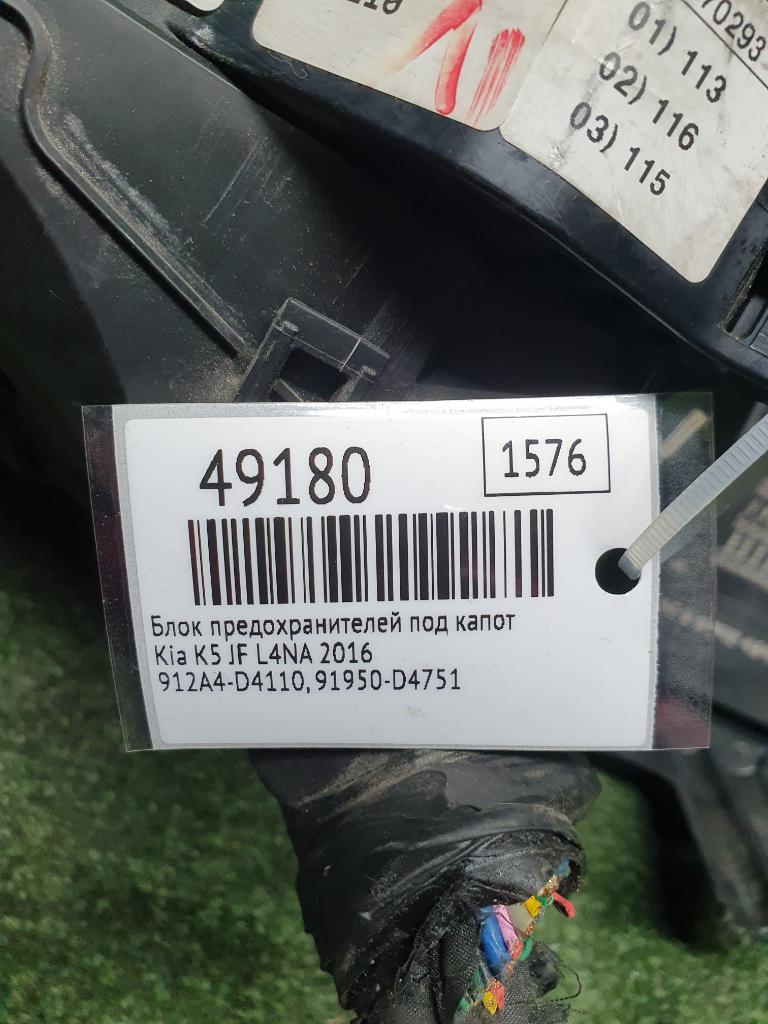 70293
01) 113
02) 116
03) 115
49180
1576
Блок предохранителей под капот
Kia K5 JF L4NA 2016
912A4-D4110, 91950-D4751